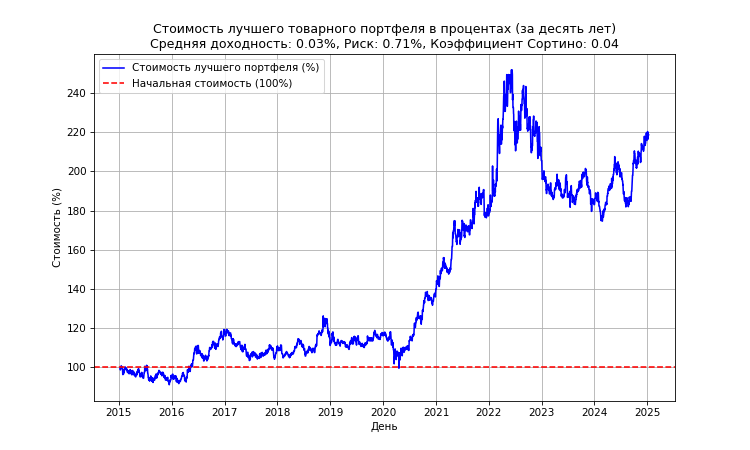 Стоимость лучшего товарного портфеля в процентах (за десять лет)
Средняя доходность: 0.03%, Риск: 0.71%, Коэффициент Сортино: 0.04
Стоимость лучшего портфеля (%)
Начальная стоимость (100%)
Стоимость (%)
240
220
200
180
160
140
120
100
2015 2016 2017 2018 2019 2020 2021 2022 2023 2024 2025
День